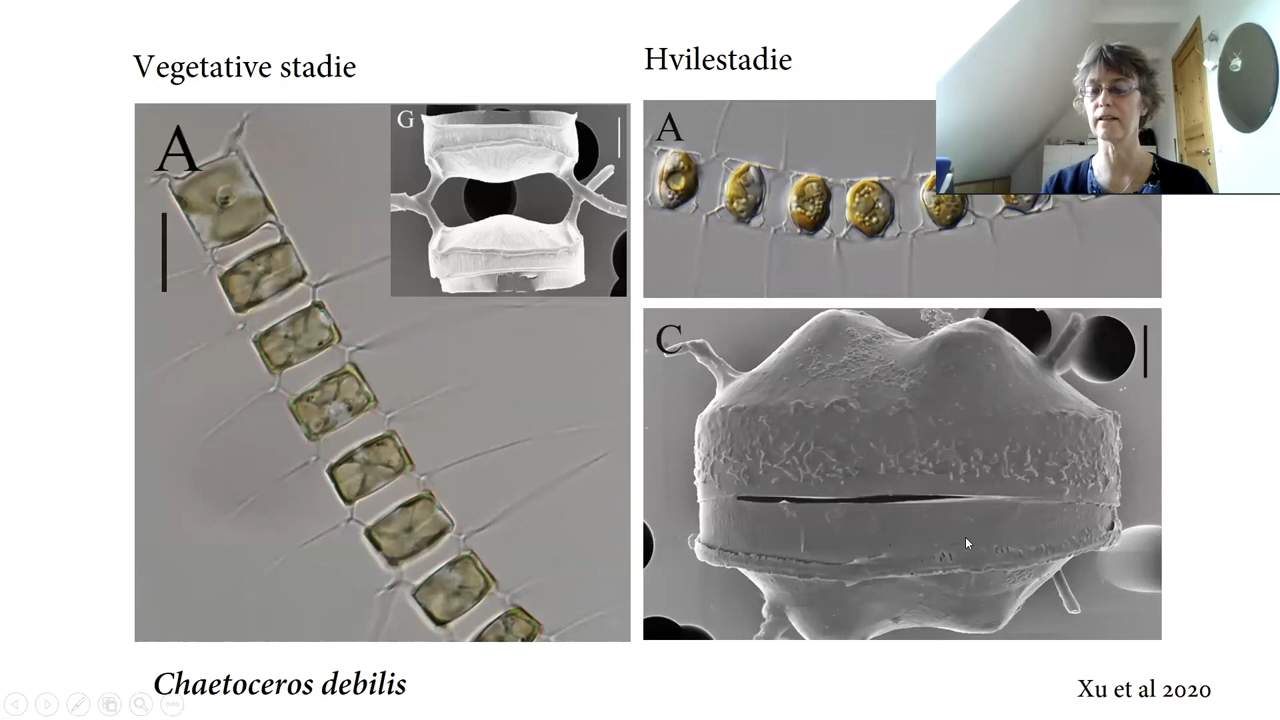 Vegetative stadie
Hvilestadie
A
G
A
C
Chaetoceros debilis
Xu et al 2020